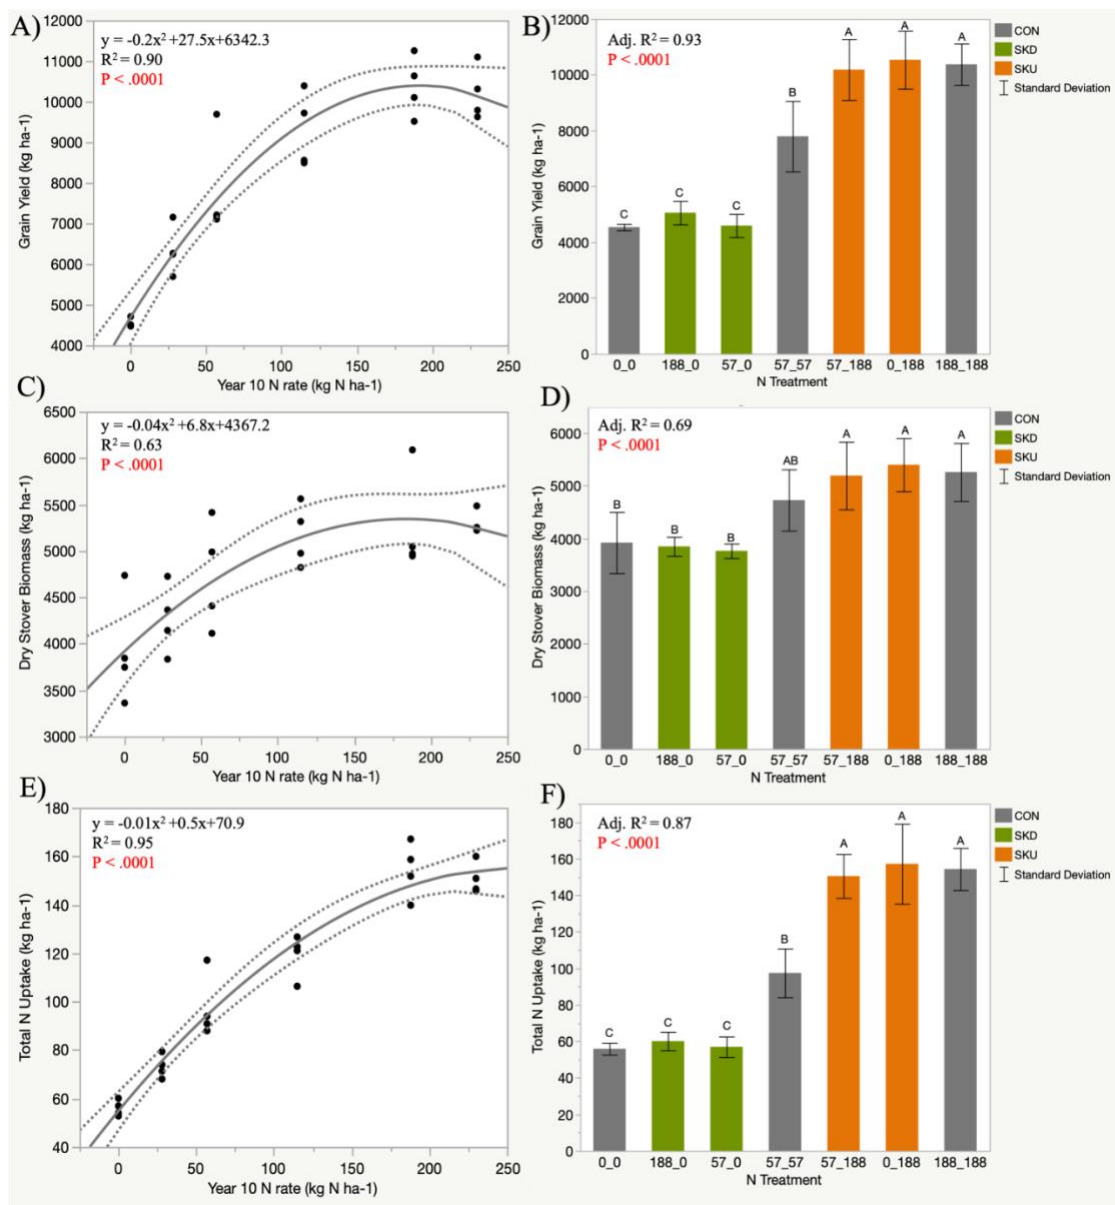 A)
y = -0.2x² +27.5x+6342.3
R² = 0.90
P < .0001
12000
11000
10000
9000
8000
7000
6000
5000
4000
Grain Yield (kg ha-1)
0 50 100 150 200 250
Year 10 N rate (kg N ha-1)
B)
Adj. R² = 0.93
P < .0001
12000
10000
8000
6000
4000
2000
0
Grain Yield (kg ha-1)
C C C B A A A
0_0 188_0 57_0 57_57 57_188 0_188 188_188
N Treatment
CON
SKD
SKU
Standard Deviation
C)
y = -0.04x² +6.8x+4367.2
R² = 0.63
P < .0001
6500
6000
5500
5000
4500
4000
3500
3000
Dry Stover Biomass (kg ha-1)
0 50 100 150 200 250
Year 10 N rate (kg N ha-1)
D)
Adj. R² = 0.69
P < .0001
6000
5000
4000
3000
2000
1000
0
Dry Stover Biomass (kg ha-1)
B B B AB A A A
0_0 188_0 57_0 57_57 57_188 0_188 188_188
N Treatment
CON
SKD
SKU
Standard Deviation
E)
y = -0.01x² +0.5x+70.9
R² = 0.95
P < .0001
180
160
140
120
100
80
60
40
Total N Uptake (kg ha-1)
0 50 100 150 200 250
Year 10 N rate (kg N ha-1)
F)
Adj. R² = 0.87
P < .0001
180
160
140
120
100
80
60
40
20
0
Total N Uptake (kg ha-1)
C C C B A A A
0_0 188_0 57_0 57_57 57_188 0_188 188_188
N Treatment
CON
SKD
SKU
Standard Deviation